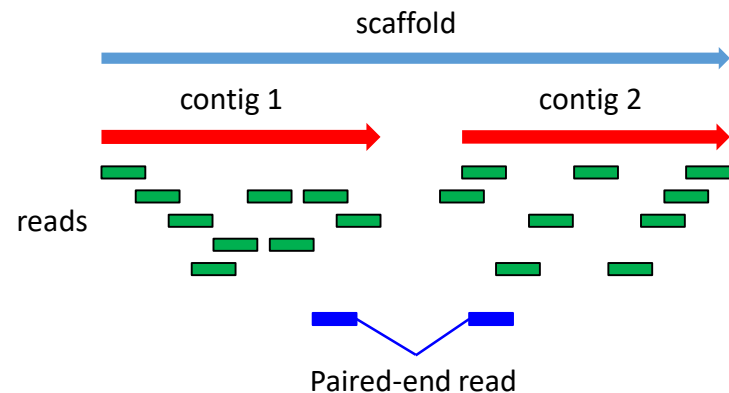 scaffold
contig 1
contig 2
reads
Paired-end read